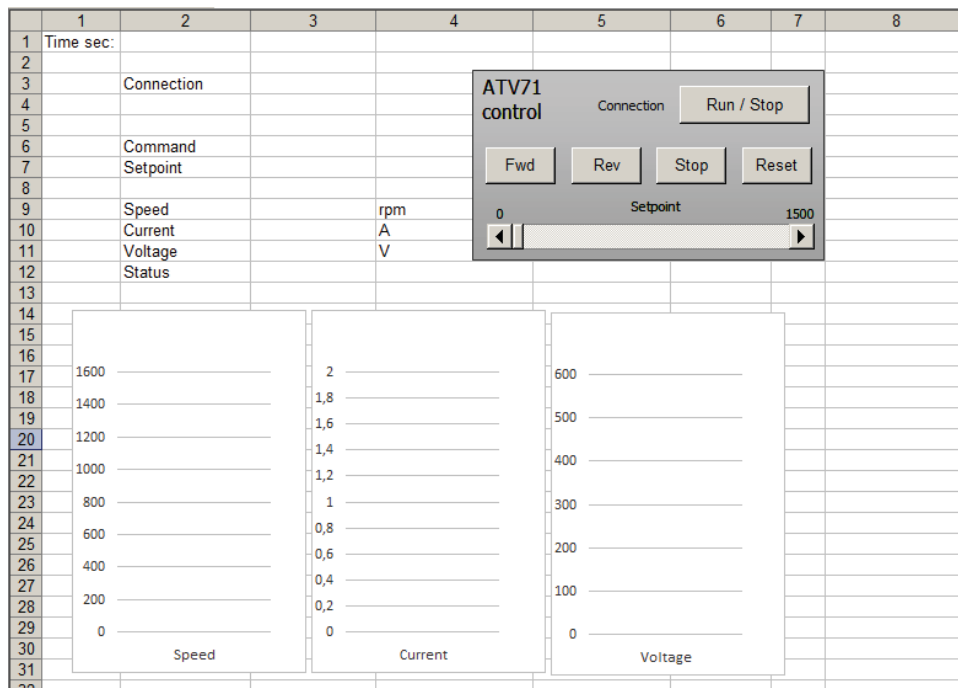 1 2 3 4 5 6 7 8
1 Time sec:
2
3 Connection
4
5
6 Command
7 Setpoint
8
9 Speed rpm
10 Current A
11 Voltage V
12 Status
13
14
15
16
17
18
19
20
21
22
23
24
25
26
27
28
29
30
31
ATV71
control
Connection Run / Stop
Fwd Rev Stop Reset
0 Setpoint 1500
1600
1400
1200
1000
800
600
400
200
0
Speed
2
1,8
1,6
1,4
1,2
1
0,8
0,6
0,4
0,2
0
Current
600
500
400
300
200
100
0
Voltage